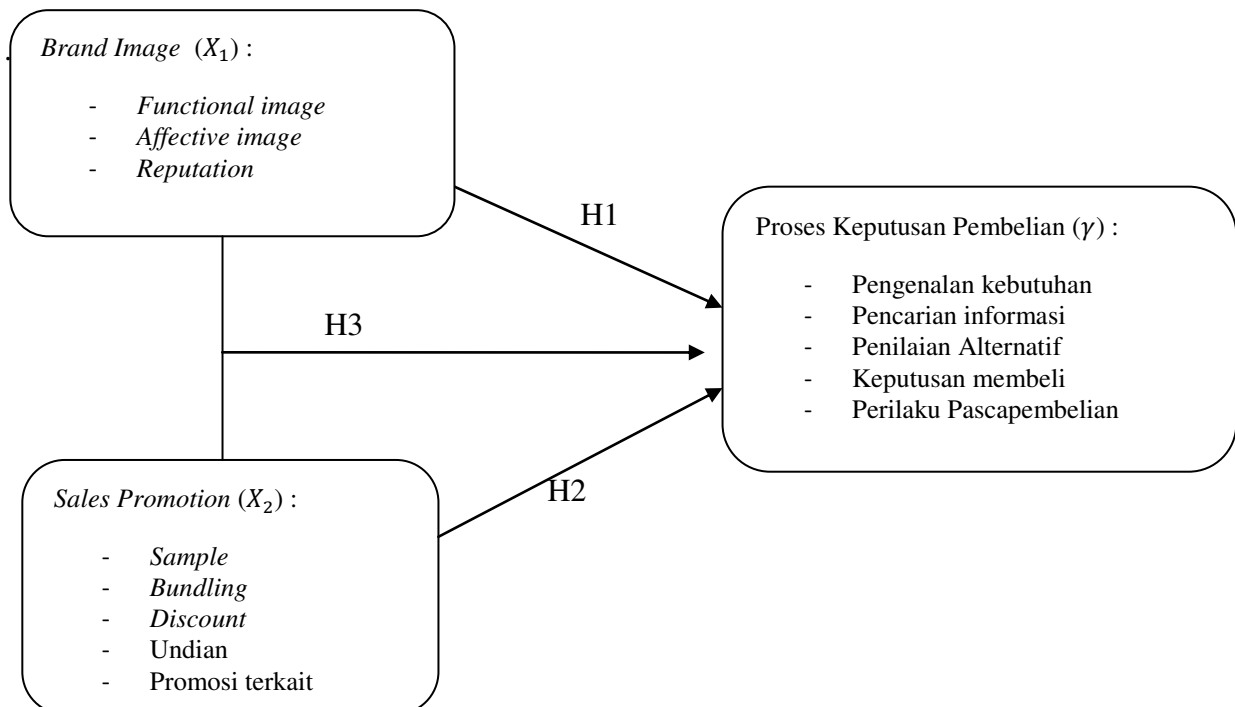 Brand Image (X₁) :
- Functional image
- Affective image
- Reputation
H1
Proses Keputusan Pembelian (γ) :
- Pengenalan kebutuhan
- Pencarian informasi
- Penilaian Alternatif
- Keputusan membeli
- Perilaku Pascapembelian
H3
H2
Sales Promotion (X₂) :
- Sample
- Bundling
- Discount
- Undian
- Promosi terkait